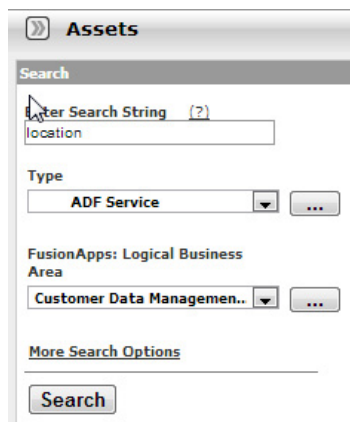 Assets
Search
Enter Search String (?)
location
Type
ADF Service
...
FusionApps: Logical Business
Area
Customer Data Managemen..
...
More Search Options
Search